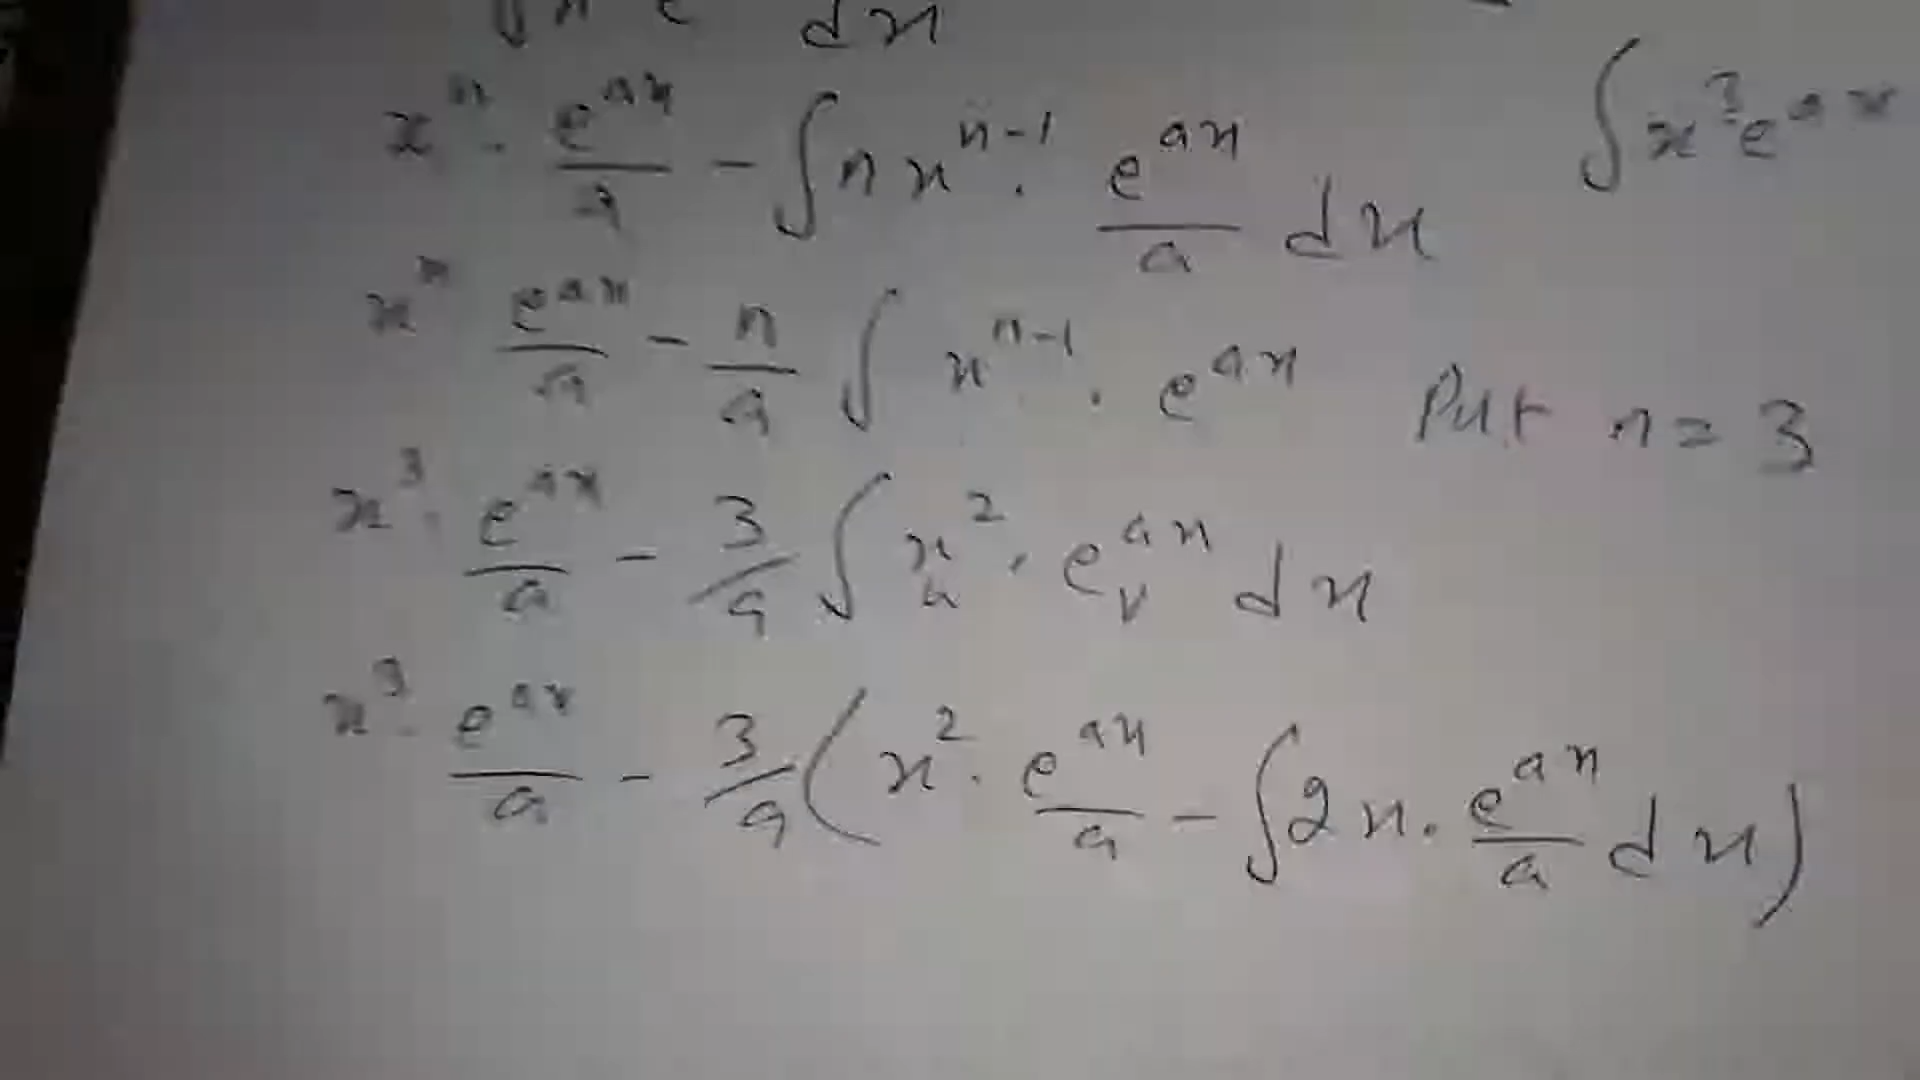 dx
x^n · e^{ax}/a - ∫ n x^{n-1} · e^{ax}/a dx
∫ x^3 e^{ax}
x^n e^{ax}/a - n/a ∫ x^{n-1} · e^{ax} Put n = 3
x^3 · e^{ax}/a - 3/a ∫ x^2 · e^{ax} dx
u v
x^3 · e^{ax}/a - 3/a ( x^2 · e^{ax}/a - ∫ 2x · e^{ax}/a dx )